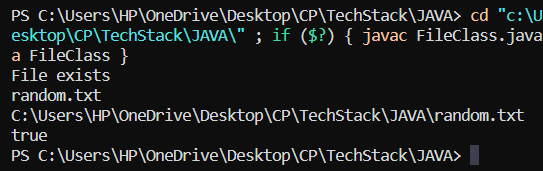 PS C:\Users\HP\OneDrive\Desktop\CP\TechStack\JAVA> cd "c:\U
esktop\CP\TechStack\JAVA\" ; if ($?) { javac FileClass.java
a FileClass }
File exists
random.txt
C:\Users\HP\OneDrive\Desktop\CP\TechStack\JAVA\random.txt
true
PS C:\Users\HP\OneDrive\Desktop\CP\TechStack\JAVA>